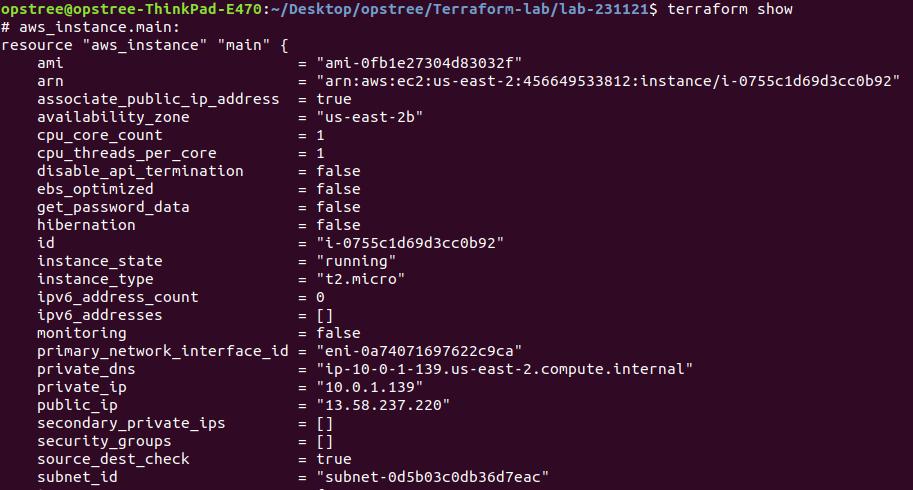 opstree@opstree-ThinkPad-E470:~/Desktop/opstree/Terraform-lab/lab-231121$ terraform show
# aws_instance.main:
resource "aws_instance" "main" {
    ami                          = "ami-0fb1e27304d83032f"
    arn                          = "arn:aws:ec2:us-east-2:456649533812:instance/i-0755c1d69d3cc0b92"
    associate_public_ip_address  = true
    availability_zone            = "us-east-2b"
    cpu_core_count               = 1
    cpu_threads_per_core         = 1
    disable_api_termination      = false
    ebs_optimized                = false
    get_password_data            = false
    hibernation                  = false
    id                           = "i-0755c1d69d3cc0b92"
    instance_state               = "running"
    instance_type                = "t2.micro"
    ipv6_address_count           = 0
    ipv6_addresses               = []
    monitoring                   = false
    primary_network_interface_id = "eni-0a74071697622c9ca"
    private_dns                  = "ip-10-0-1-139.us-east-2.compute.internal"
    private_ip                   = "10.0.1.139"
    public_ip                    = "13.58.237.220"
    secondary_private_ips        = []
    security_groups              = []
    source_dest_check            = true
    subnet_id                    = "subnet-0d5b03c0db36d7eac"